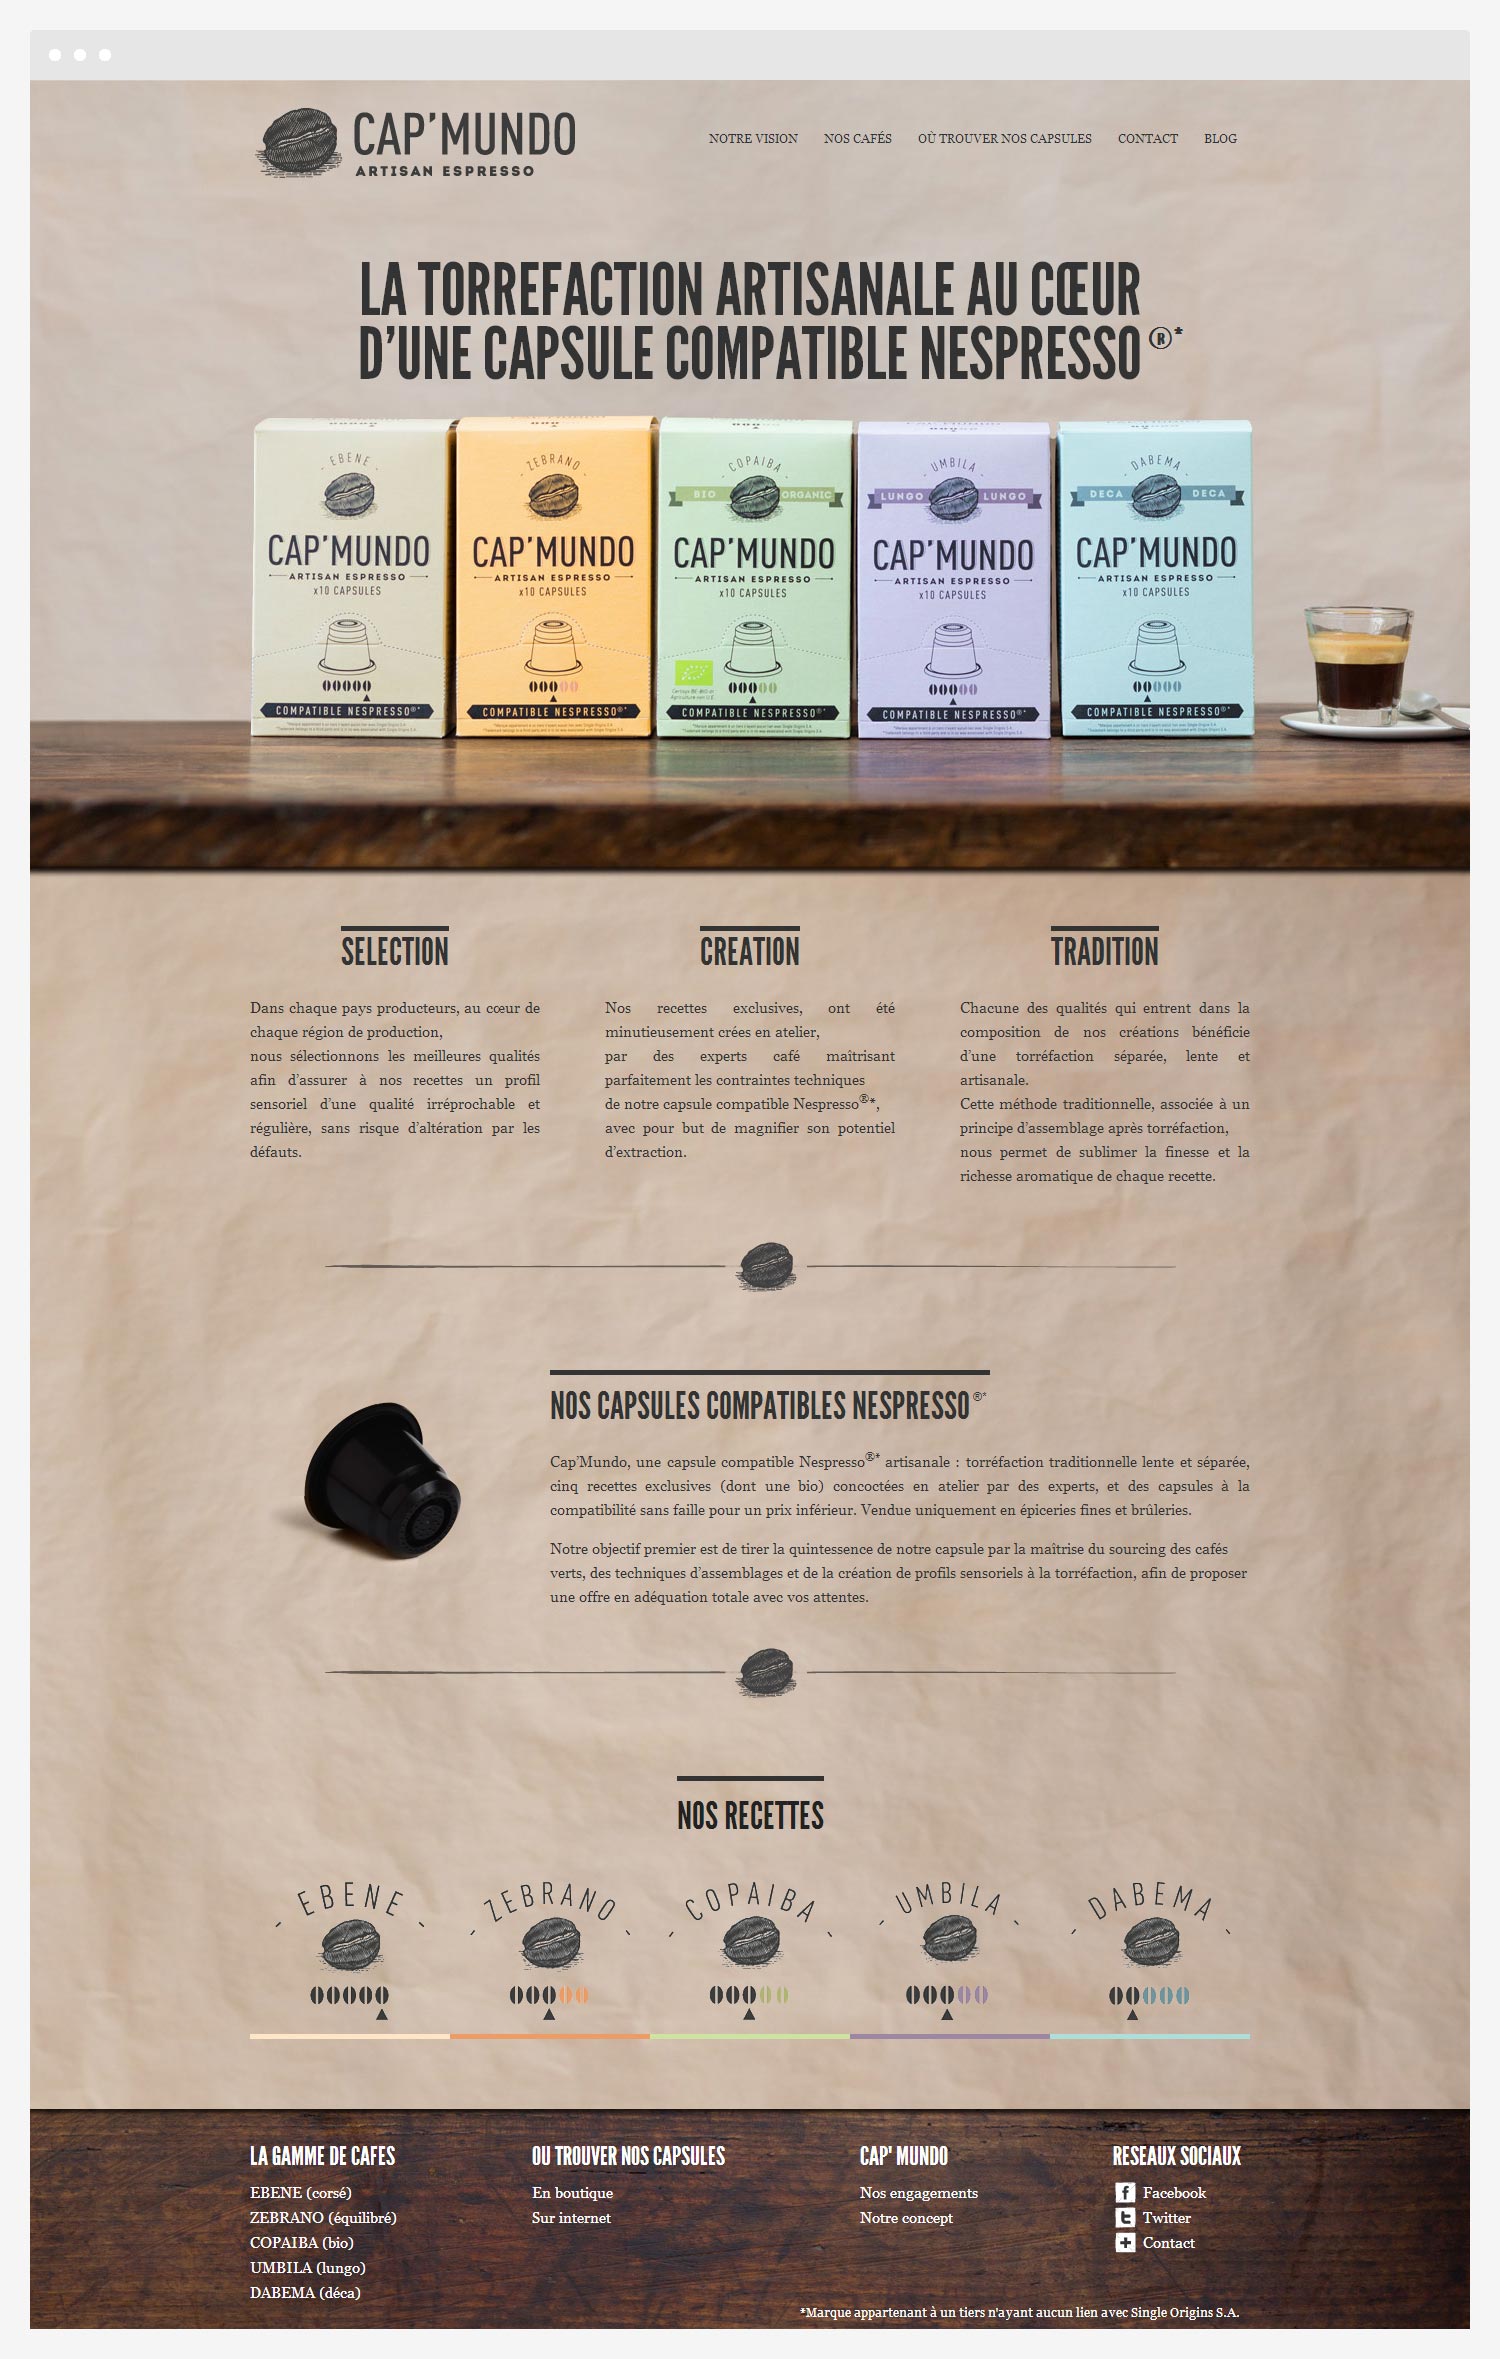 CAP'MUNDO
ARTISAN ESPRESSO
NOTRE VISION NOS CAFÉS OÙ TROUVER NOS CAPSULES CONTACT BLOG
LA TORREFACTION ARTISANALE AU CŒUR
D'UNE CAPSULE COMPATIBLE NESPRESSO ®*
- EBENE -
CAP'MUNDO
ARTISAN ESPRESSO
x10 CAPSULES
COMPATIBLE NESPRESSO®*
- ZEBRANO -
CAP'MUNDO
ARTISAN ESPRESSO
x10 CAPSULES
COMPATIBLE NESPRESSO®*
- COPAIBA -
BIO ORGANIC
CAP'MUNDO
ARTISAN ESPRESSO
x10 CAPSULES
COMPATIBLE NESPRESSO®*
- UMBILA -
LUNGO LUNGO
CAP'MUNDO
ARTISAN ESPRESSO
x10 CAPSULES
COMPATIBLE NESPRESSO®*
- DABEMA -
DECA DECA
CAP'MUNDO
ARTISAN ESPRESSO
x10 CAPSULES
COMPATIBLE NESPRESSO®*
SELECTION
Dans chaque pays producteurs, au cœur de
chaque région de production,
nous sélectionnons les meilleures qualités
afin d'assurer à nos recettes un profil
sensoriel d'une qualité irréprochable et
régulière, sans risque d'altération par les
défauts.
CREATION
Nos recettes exclusives, ont été
minutieusement crées en atelier,
par des experts café maîtrisant
parfaitement les contraintes techniques
de notre capsule compatible Nespresso®*,
avec pour but de magnifier son potentiel
d'extraction.
TRADITION
Chacune des qualités qui entrent dans la
composition de nos créations bénéficie
d'une torréfaction séparée, lente et
artisanale.
Cette méthode traditionnelle, associée à un
principe d'assemblage après torréfaction,
nous permet de sublimer la finesse et la
richesse aromatique de chaque recette.
NOS CAPSULES COMPATIBLES NESPRESSO®*
Cap'Mundo, une capsule compatible Nespresso®* artisanale : torréfaction traditionnelle lente et séparée,
cinq recettes exclusives (dont une bio) concoctées en atelier par des experts, et des capsules à la
compatibilité sans faille pour un prix inférieur. Vendue uniquement en épiceries fines et brûleries.
Notre objectif premier est de tirer la quintessence de notre capsule par la maîtrise du sourcing des cafés
verts, des techniques d'assemblages et de la création de profils sensoriels à la torréfaction, afin de proposer
une offre en adéquation totale avec vos attentes.
NOS RECETTES
- EBENE -
- ZEBRANO -
- COPAIBA -
- UMBILA -
- DABEMA -
LA GAMME DE CAFES
EBENE (corsé)
ZEBRANO (équilibré)
COPAIBA (bio)
UMBILA (lungo)
DABEMA (déca)
OU TROUVER NOS CAPSULES
En boutique
Sur internet
CAP' MUNDO
Nos engagements
Notre concept
RESEAUX SOCIAUX
Facebook
Twitter
Contact
*Marque appartenant à un tiers n'ayant aucun lien avec Single Origins S.A.